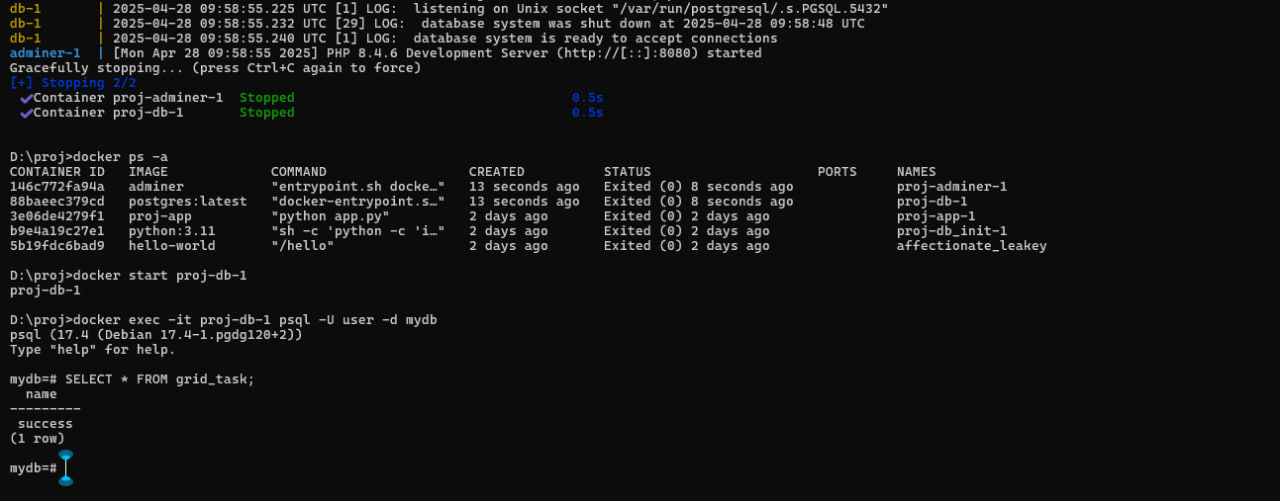 db-1       | 2025-04-28 09:58:55.225 UTC [1] LOG:  listening on Unix socket "/var/run/postgresql/.s.PGSQL.5432"
db-1       | 2025-04-28 09:58:55.232 UTC [29] LOG:  database system was shut down at 2025-04-28 09:58:48 UTC
db-1       | 2025-04-28 09:58:55.240 UTC [1] LOG:  database system is ready to accept connections
adminer-1  | [Mon Apr 28 09:58:55 2025] PHP 8.4.6 Development Server (http://[::]:8080) started
Gracefully stopping... (press Ctrl+C again to force)
[+] Stopping 2/2
✔Container proj-adminer-1  Stopped  0.5s
✔Container proj-db-1       Stopped  0.5s
D:\proj>docker ps -a
CONTAINER ID   IMAGE             COMMAND                  CREATED          STATUS                     PORTS     NAMES
146c772fa94a   adminer           "entrypoint.sh docke…"   13 seconds ago   Exited (0) 8 seconds ago             proj-adminer-1
88baeec379cd   postgres:latest   "docker-entrypoint.s…"   13 seconds ago   Exited (0) 8 seconds ago             proj-db-1
3e06de4279f1   proj-app          "python app.py"          2 days ago       Exited (0) 2 days ago                proj-app-1
b9e4a19c27e1   python:3.11       "sh -c 'python -c 'i…"   2 days ago       Exited (0) 2 days ago                proj-db_init-1
5b19fdc6bad9   hello-world       "/hello"                 2 days ago       Exited (0) 2 days ago                affectionate_leakey
D:\proj>docker start proj-db-1
proj-db-1
D:\proj>docker exec -it proj-db-1 psql -U user -d mydb
psql (17.4 (Debian 17.4-1.pgdg120+2))
Type "help" for help.
mydb=# SELECT * FROM grid_task;
  name
---------
 success
(1 row)
mydb=#